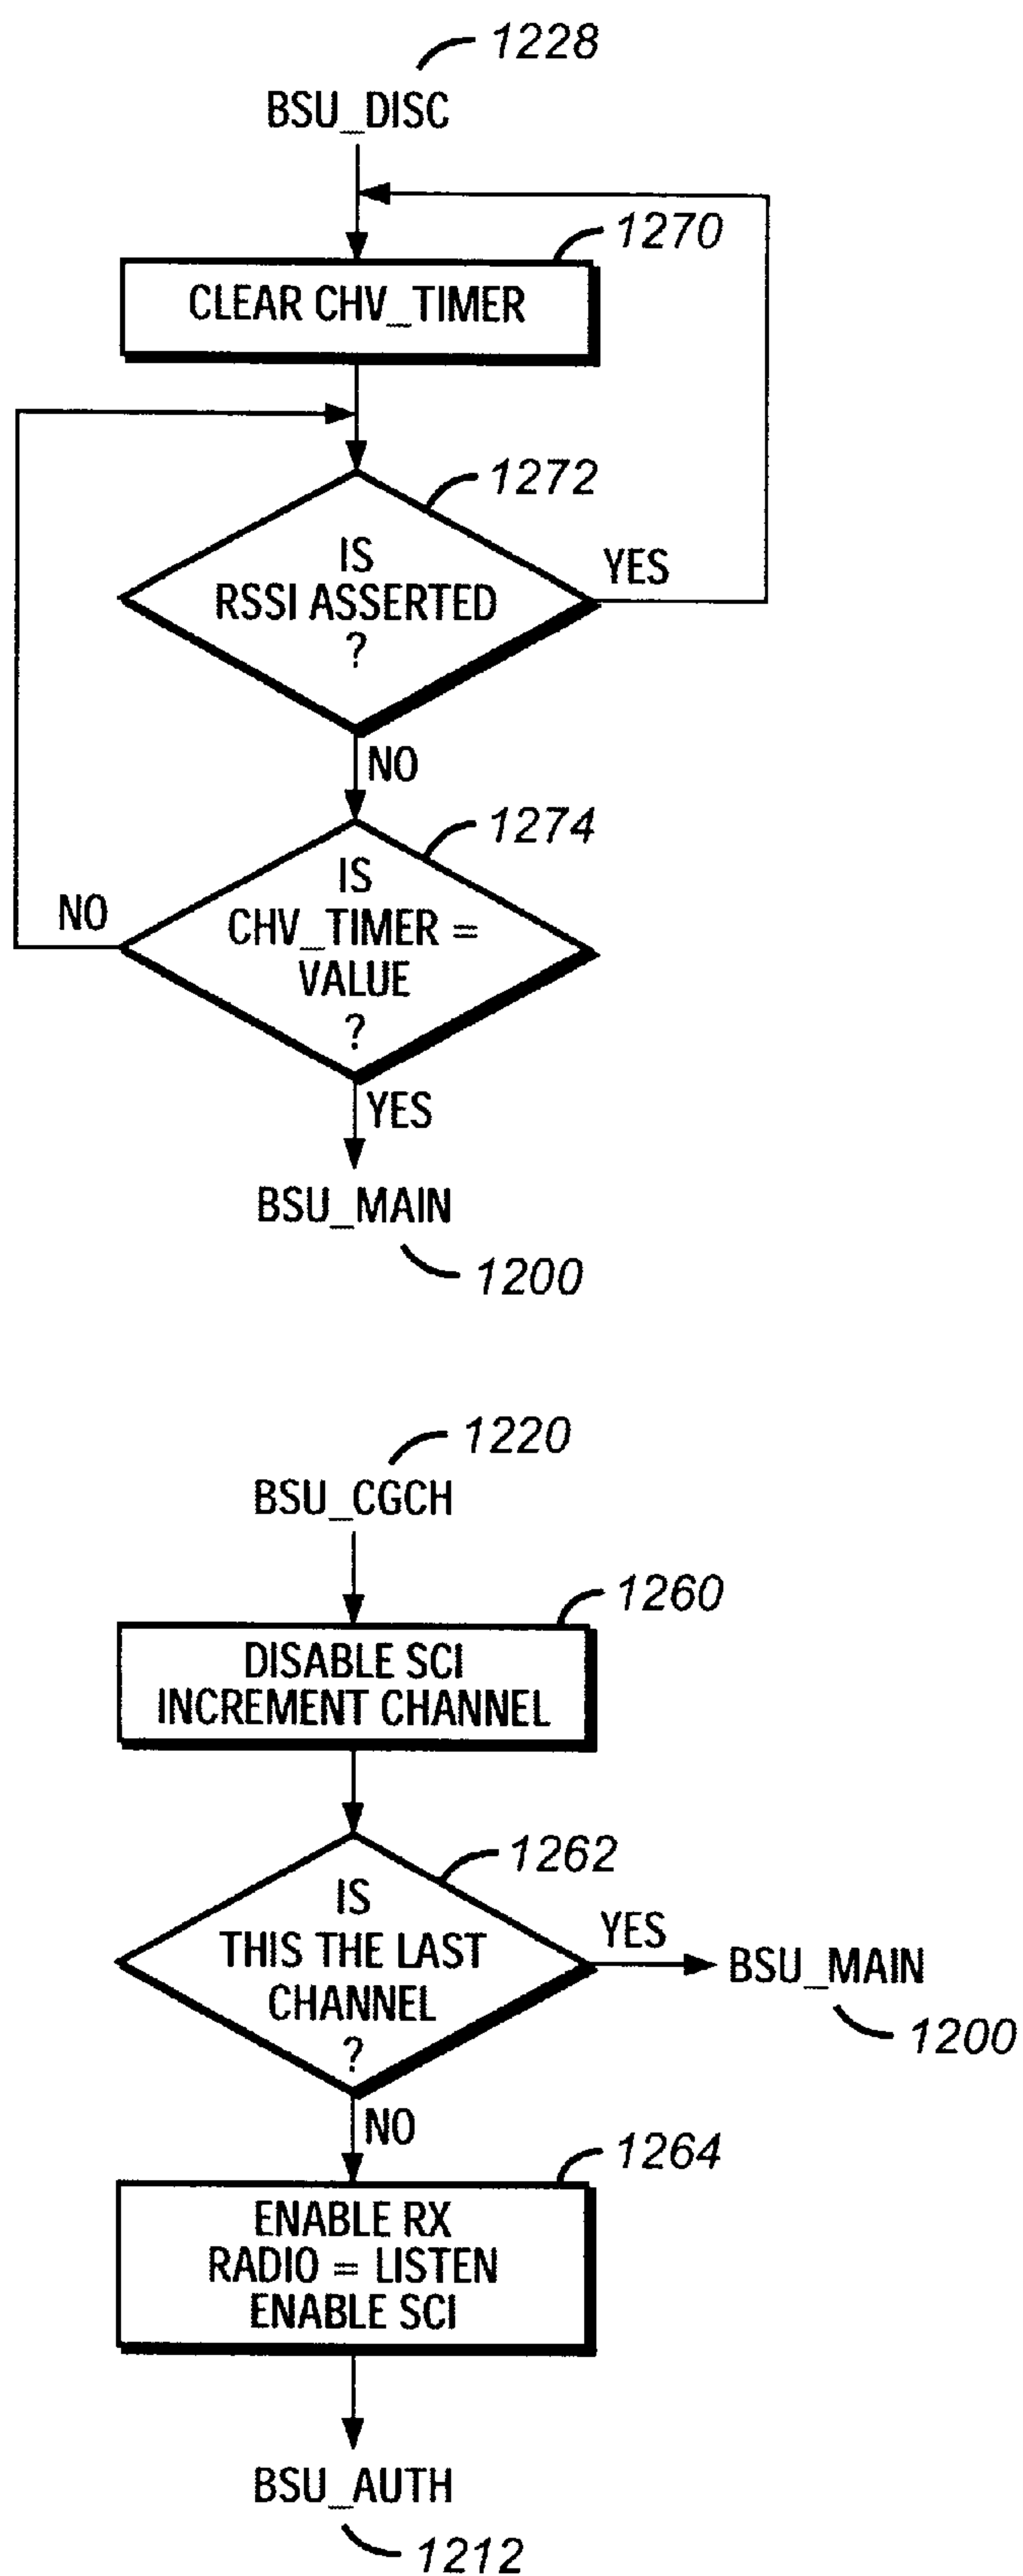 1228
BSU_DISC
1270
CLEAR CHV_TIMER
1272
IS
RSSI ASSERTED
?
YES
NO
1274
IS
CHV_TIMER =
VALUE
?
NO
YES
BSU_MAIN
1200
1220
BSU_CGCH
1260
DISABLE SCI
INCREMENT CHANNEL
1262
IS
THIS THE LAST
CHANNEL
?
YES
BSU_MAIN
1200
NO
1264
ENABLE RX
RADIO = LISTEN
ENABLE SCI
BSU_AUTH
1212